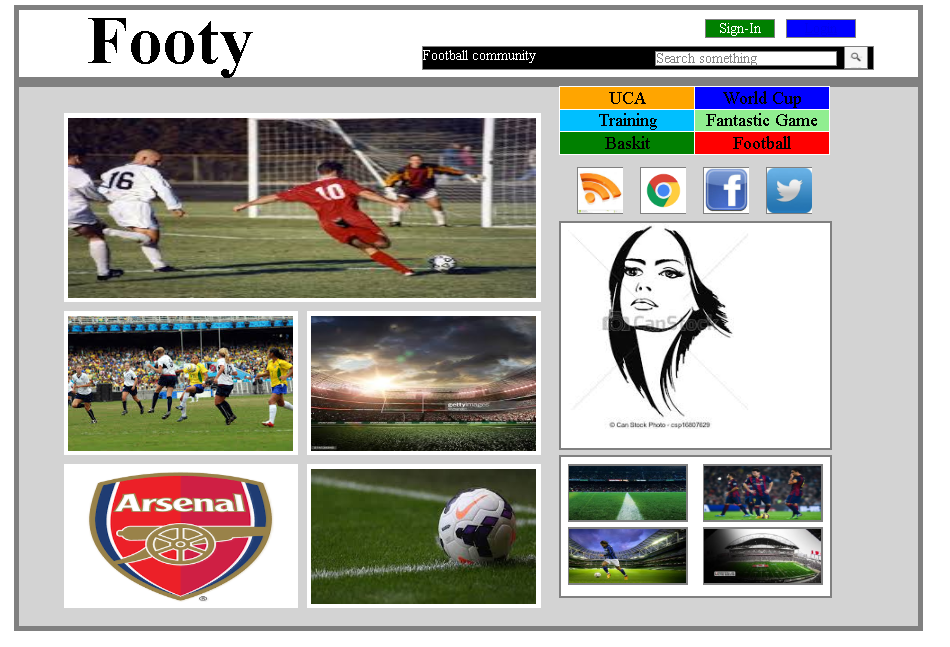 Footy
Sign-In
Football community
Search something
UCA
World Cup
Training
Fantastic Game
Baskit
Football
16
10
gettyimages
CanStock
© Can Stock Photo - csp16807629
Arsenal
®